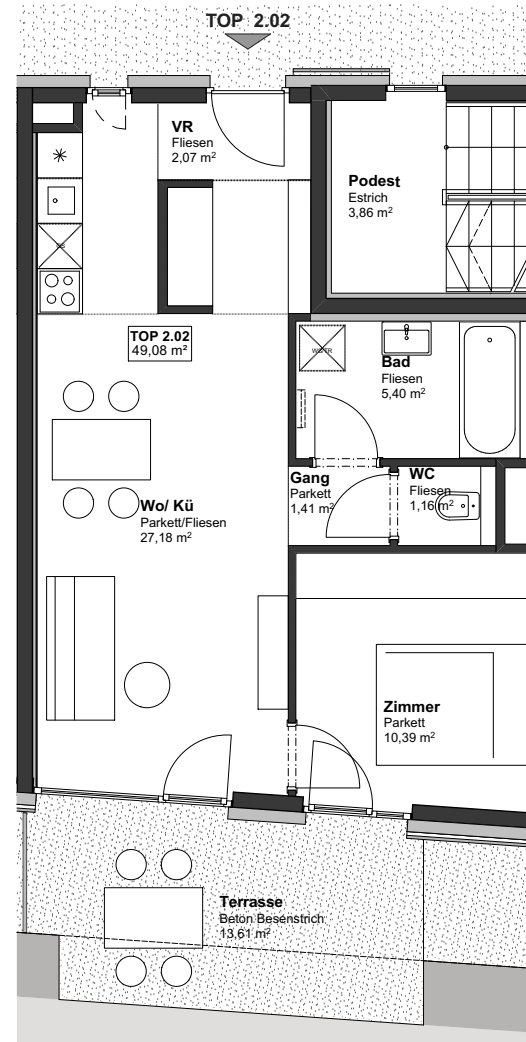 TOP 2.02
VR
Fliesen
2,07 m²
Podest
Estrich
3,86 m²
TOP 2.02
49,08 m²
Bad
Fliesen
5,40 m²
Gang
Parkett
1,41 m²
WC
Fliesen
1,16 m²
Wo/ Kü
Parkett/Fliesen
27,18 m²
Zimmer
Parkett
10,39 m²
Terrasse
Beton Besenstrich
13,61 m²